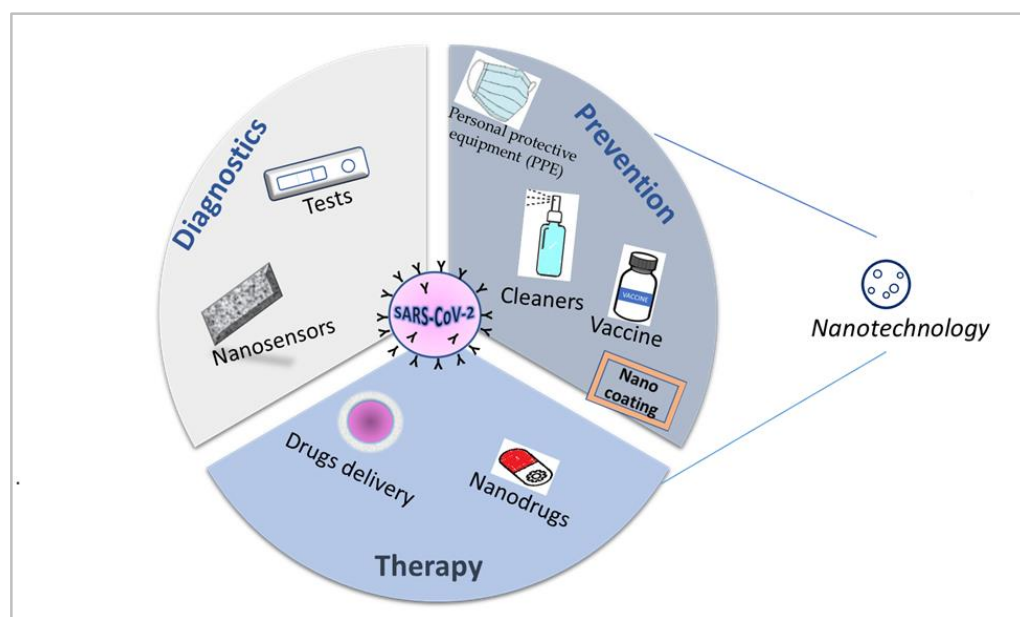 Diagnostics
Tests
Nanosensors
Personal protective
equipment (PPE)
Prevention
Cleaners
VACCINE
Vaccine
Nano
coating
SARS-CoV-2
Drugs delivery
Nanodrugs
Therapy
Nanotechnology
.